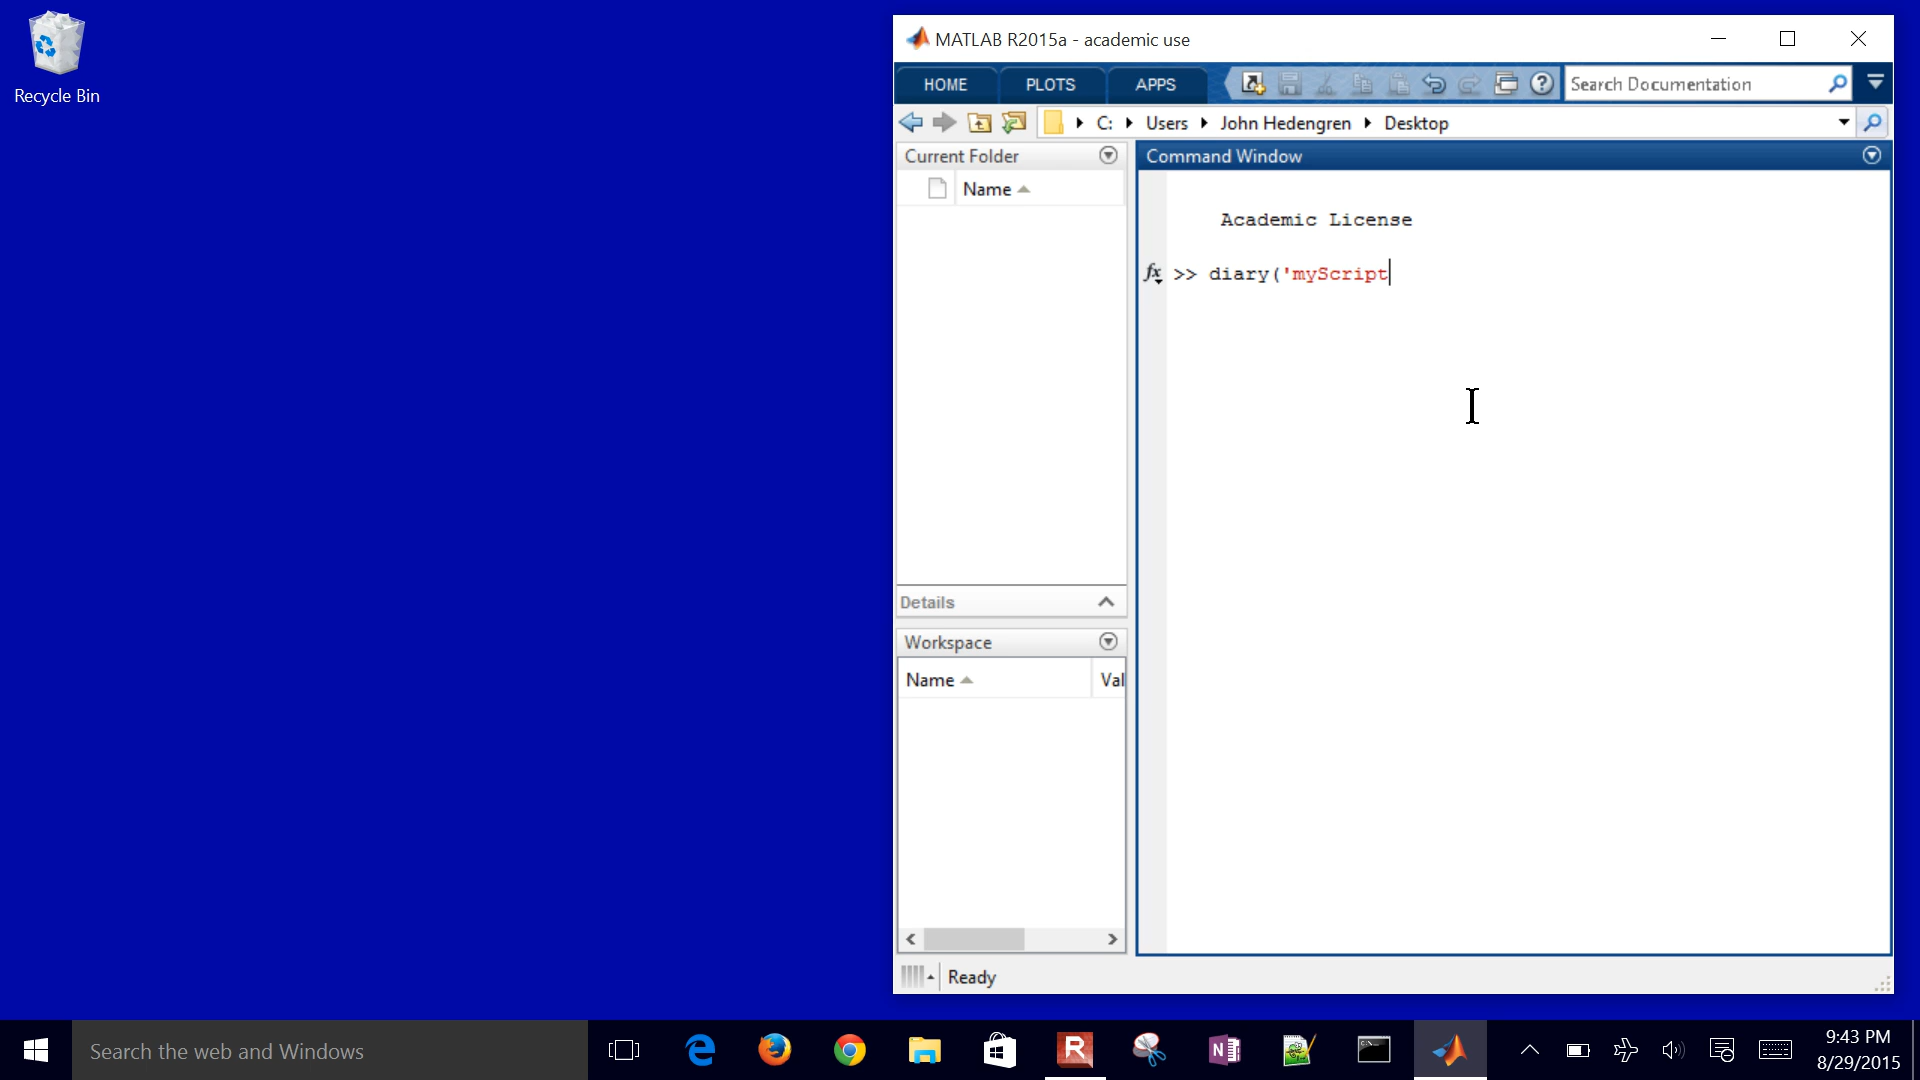 Recycle Bin
MATLAB R2015a - academic use
HOME PLOTS APPS Search Documentation
C: Users John Hedengren Desktop
Current Folder
Name
Command Window
Academic License
fx >> diary('myScript
Details
Workspace
Name Val
Ready
Search the web and Windows
9:43 PM
8/29/2015